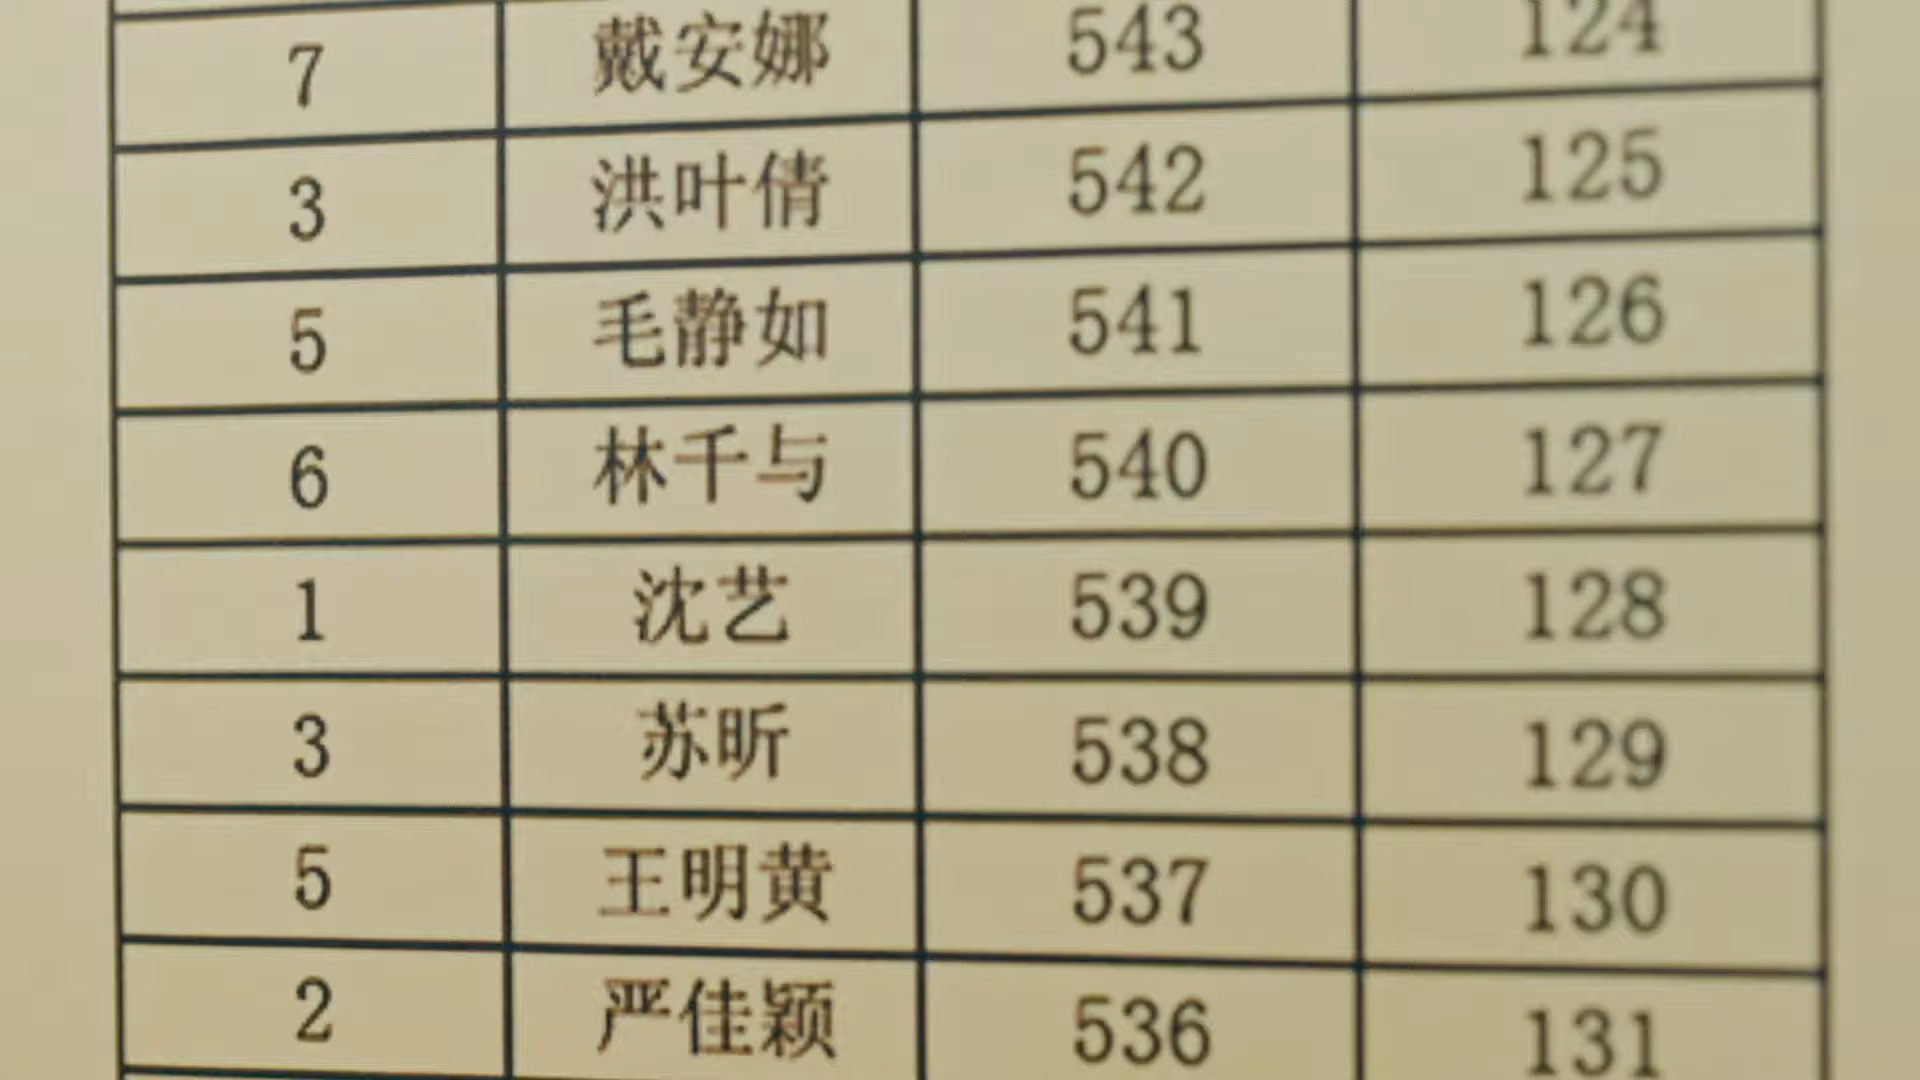 7 戴安娜 543 124
3 洪叶倩 542 125
5 毛静如 541 126
6 林千与 540 127
1 沈艺 539 128
3 苏昕 538 129
5 王明黄 537 130
2 严佳颖 536 131